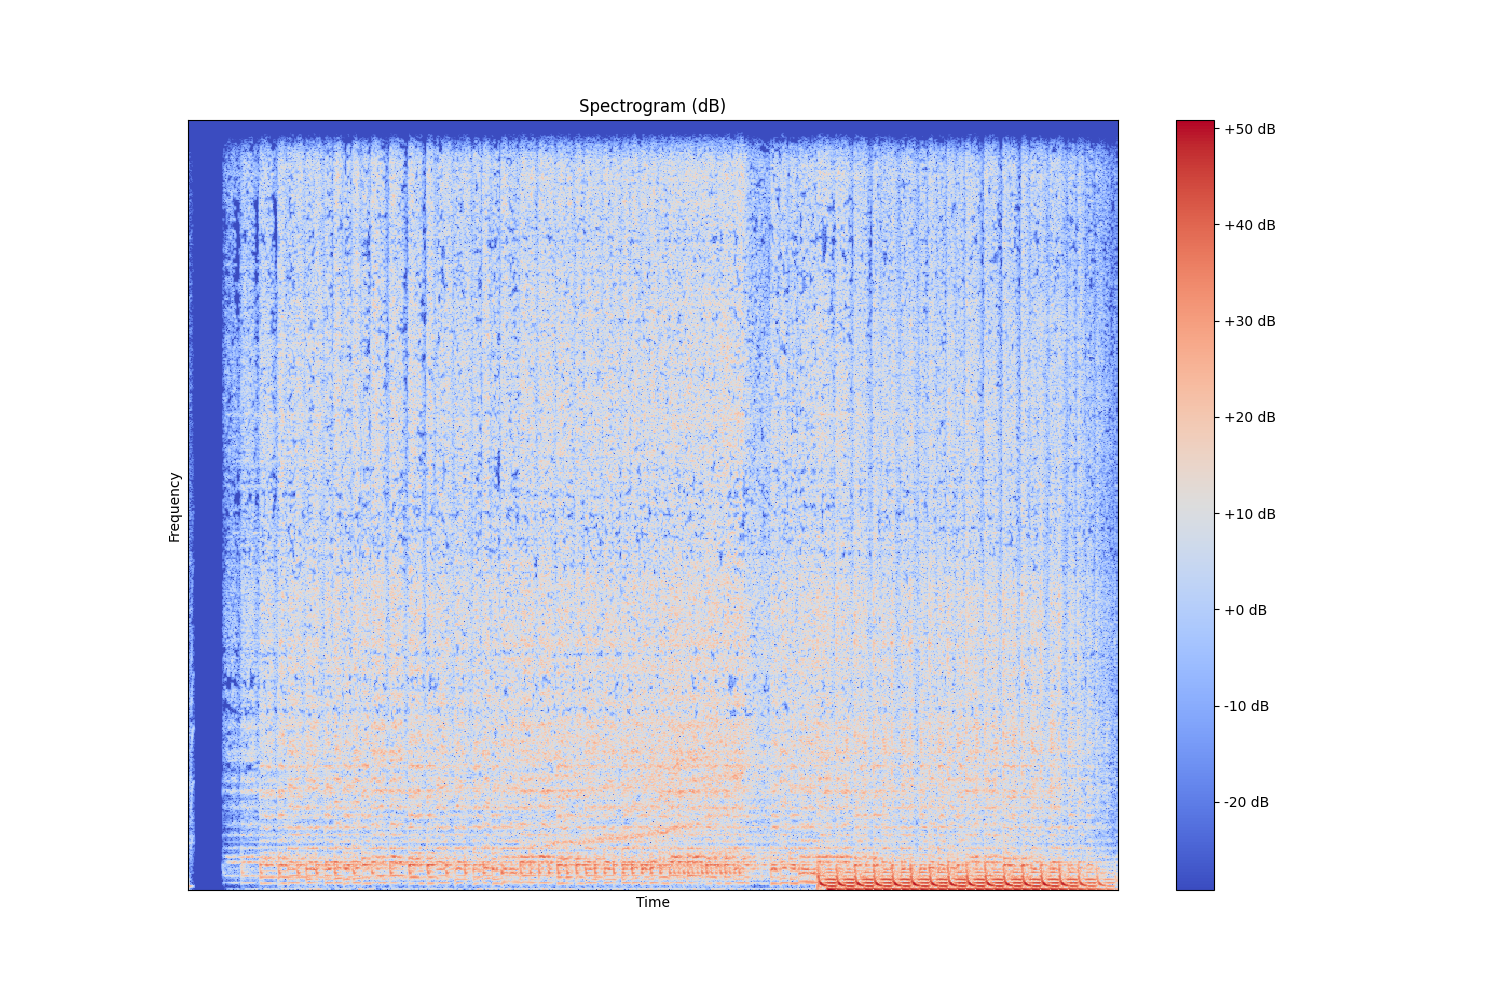 Spectrogram (dB)
+50 dB
+40 dB
+30 dB
+20 dB
+10 dB
+0 dB
-10 dB
-20 dB
Frequency
Time